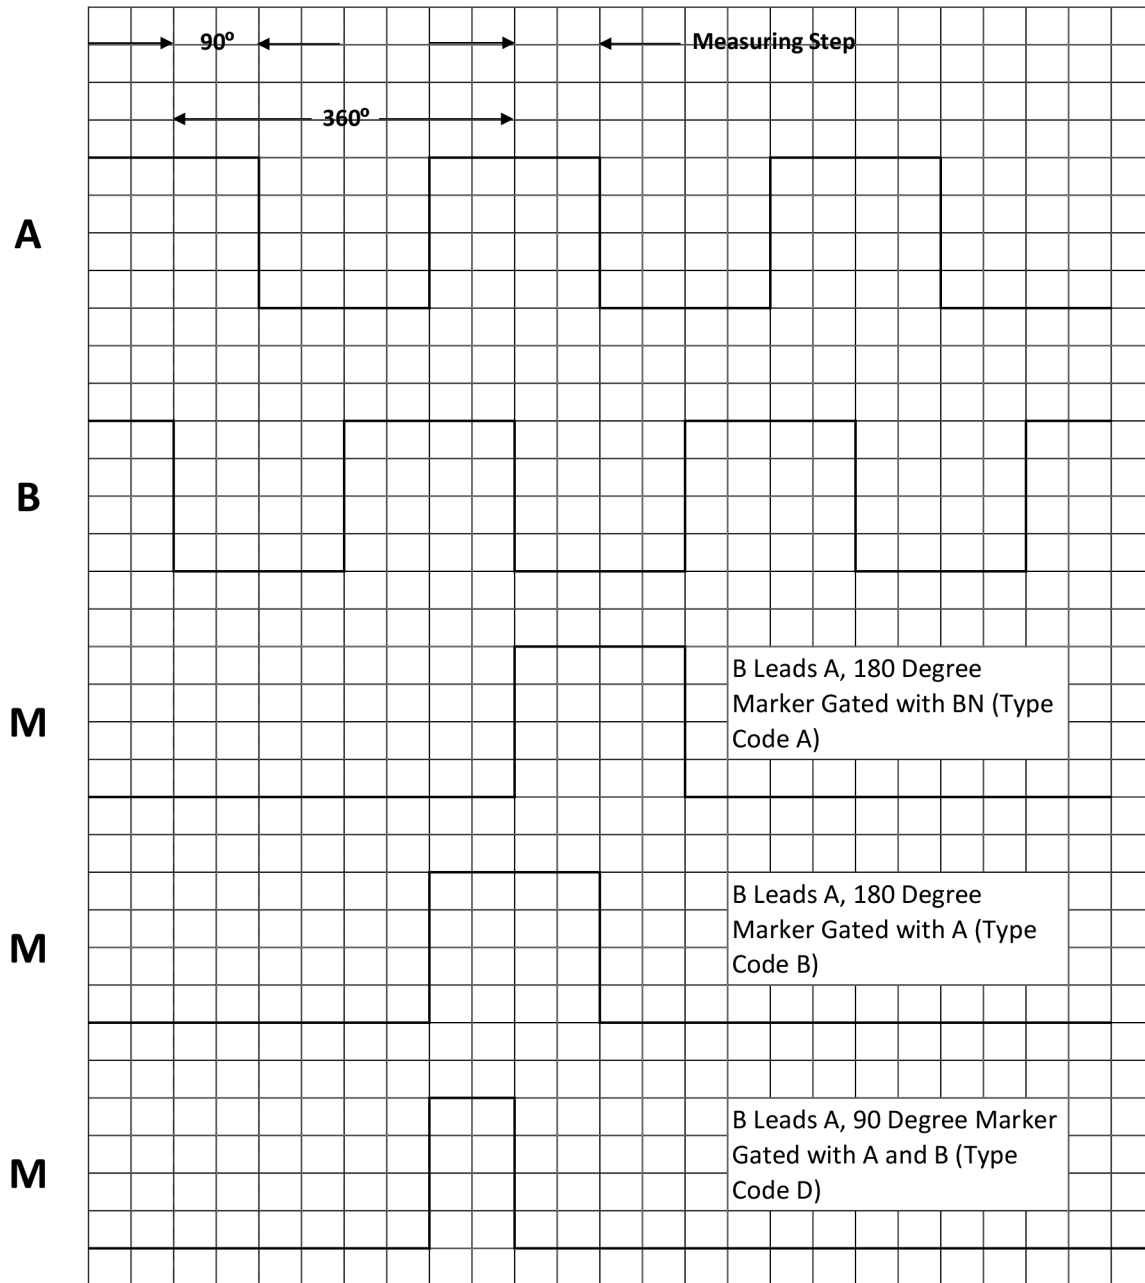 90º Measuring Step
360º
A
B
M
B Leads A, 180 Degree
Marker Gated with BN (Type
Code A)
M
B Leads A, 180 Degree
Marker Gated with A (Type
Code B)
M
B Leads A, 90 Degree Marker
Gated with A and B (Type
Code D)